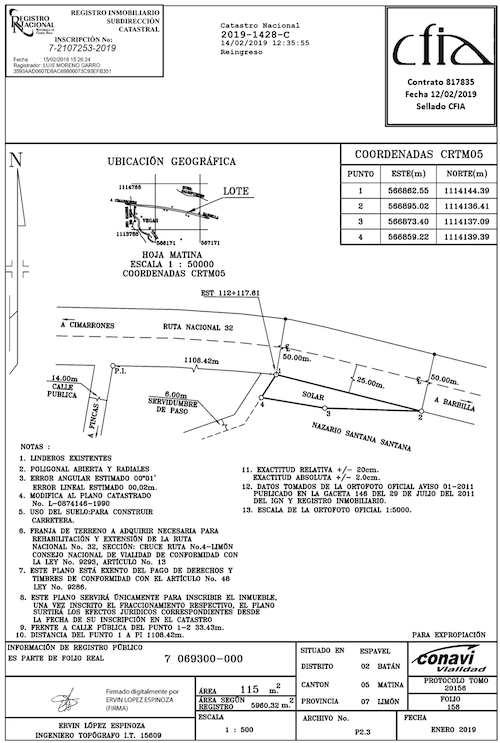 REGISTRO NACIONAL
REPUBLICA DE COSTA RICA
REGISTRO INMOBILIARIO
SUBDIRECCIÓN
CATASTRAL
INSCRIPCIÓN No:
7-2107253-2019
Fecha 15/02/2019 15:26:24
Registrador: LUIS MORENO GARRO
3593AAD0607D8AC69800073C93EFB351
Catastro Nacional
2019-1428-C
14/02/2019 12:35:55
Reingreso
cfia
Contrato 817835
Fecha 12/02/2019
Sellado CFIA
N
UBICACIÓN GEOGRÁFICA
1114766
LOTE
A CIMARRONES
VEGAS
A BARBILLA
1113766
566171
567171
HOJA MATINA
ESCALA 1 : 50000
COORDENADAS CRTM05
COORDENADAS CRTM05
PUNTO ESTE(m) NORTE(m)
1 566862.55 1114144.39
2 566895.02 1114136.41
3 566873.40 1114137.09
4 566859.22 1114139.39
EST 112+117.61
A CIMARRONES
RUTA NACIONAL 32
1108.42m
P.I.
14.00m
CALLE
PUBLICA
A FINCAS
6.00m
SERVIDUMBRE
DE PASO
50.00m.
25.00m.
50.00m.
A BARBILLA
1
SOLAR
4
3
2
NAZARIO SANTANA SANTANA
NOTAS :
1. LINDEROS EXISTENTES
2. POLIGONAL ABIERTA Y RADIALES
3. ERROR ANGULAR ESTIMADO 00°01'
ERROR LINEAL ESTIMADO 00,02m.
4. MODIFICA AL PLANO CATASTRADO
No. L-0874146-1990
5. USO DEL SUELO:PARA CONSTRUIR
CARRETERA.
6. FRANJA DE TERRENO A ADQUIRIR NECESARIA PARA
REHABILITACIÓN Y EXTENSIÓN DE LA RUTA
NACIONAL No. 32, SECCIÓN: CRUCE RUTA No.4-LIMÓN
CONSEJO NACIONAL DE VIALIDAD DE CONFORMIDAD CON
LA LEY No. 9293, ARTÍCULO No. 13
7. ESTE PLANO ESTÁ EXENTO DEL PAGO DE DERECHOS Y
TIMBRES DE CONFORMIDAD CON EL ARTÍCULO No. 48
LEY No. 9286.
8. ESTE PLANO SERVIRÁ ÚNICAMENTE PARA INSCRIBIR EL INMUEBLE,
UNA VEZ INSCRITO EL FRACCIONAMIENTO RESPECTIVO, EL PLANO
SURTIRÁ LOS EFECTOS JURÍDICOS CORRESPONDIENTES DESDE
LA FECHA DE SU INSCRIPCIÓN EN EL CATASTRO
9. FRENTE A CALLE PÚBLICA DEL PUNTO 1-2 33.43m.
10. DISTANCIA DEL PUNTO 1 A PI 1108.42m.
11. EXACTITUD RELATIVA +/- 20cm.
EXACTITUD ABSOLUTA +/- 2.0cm.
12. DATOS TOMADOS DE LA ORTOFOTO OFICIAL AVISO 01-2011
PUBLICADO EN LA GACETA 146 DEL 29 DE JULIO DEL 2011
DEL IGN Y REGISTRO INMOBILIARIO.
13. ESCALA DE LA ORTOFOTO OFICIAL 1:5000.
PARA EXPROPIACIÓN
INFORMACIÓN DE REGISTRO PÚBLICO
ES PARTE DE FOLIO REAL 7 069300-000
SITUADO EN ESPAVEL
DISTRITO 02 BATÁN
CANTON 05 MATINA
PROVINCIA 07 LIMÓN
conavi
Vialidad
PROTOCOLO TOMO
20156
FOLIO
158
Firmado digitalmente por
ERVIN LÓPEZ ESPINOZA
(FIRMA)
ÁREA 115 m.2
ÁREA SEGÚN
REGISTRO 5960.32 m.2
ERVIN LÓPEZ ESPINOZA
INGENIERO TOPÓGRAFO I.T. 15609
ESCALA
1 : 500
ARCHIVO No.
P2.3
FECHA
ENERO 2019